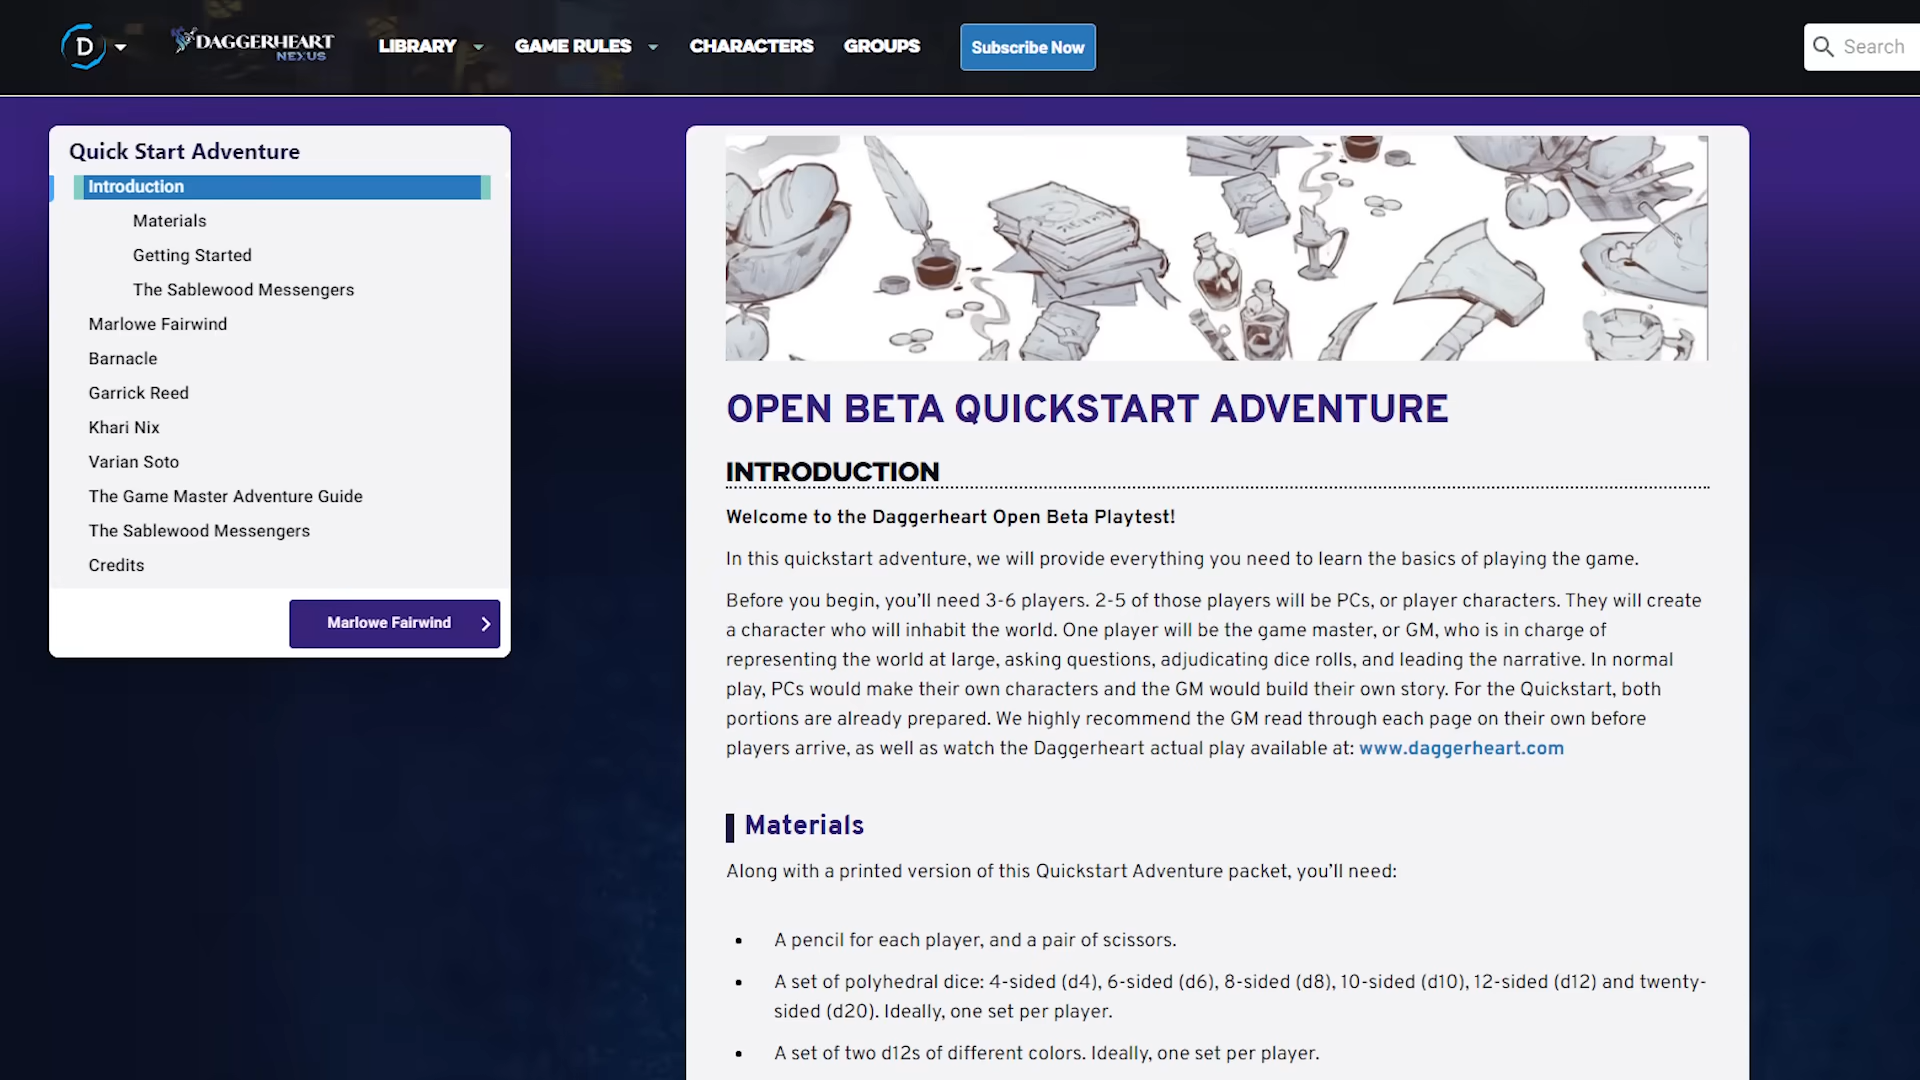 D
DAGGERHEART
NEXUS
LIBRARY
GAME RULES
CHARACTERS
GROUPS
Subscribe Now
Search
Quick Start Adventure
Introduction
Materials
Getting Started
The Sablewood Messengers
Marlowe Fairwind
Barnacle
Garrick Reed
Khari Nix
Varian Soto
The Game Master Adventure Guide
The Sablewood Messengers
Credits
Marlowe Fairwind
OPEN BETA QUICKSTART ADVENTURE
INTRODUCTION
Welcome to the Daggerheart Open Beta Playtest!
In this quickstart adventure, we will provide everything you need to learn the basics of playing the game.
Before you begin, you’ll need 3-6 players. 2-5 of those players will be PCs, or player characters. They will create
a character who will inhabit the world. One player will be the game master, or GM, who is in charge of
representing the world at large, asking questions, adjudicating dice rolls, and leading the narrative. In normal
play, PCs would make their own characters and the GM would build their own story. For the Quickstart, both
portions are already prepared. We highly recommend the GM read through each page on their own before
players arrive, as well as watch the Daggerheart actual play available at: www.daggerheart.com
Materials
Along with a printed version of this Quickstart Adventure packet, you’ll need:
• A pencil for each player, and a pair of scissors.
• A set of polyhedral dice: 4-sided (d4), 6-sided (d6), 8-sided (d8), 10-sided (d10), 12-sided (d12) and twenty-
sided (d20). Ideally, one set per player.
• A set of two d12s of different colors. Ideally, one set per player.